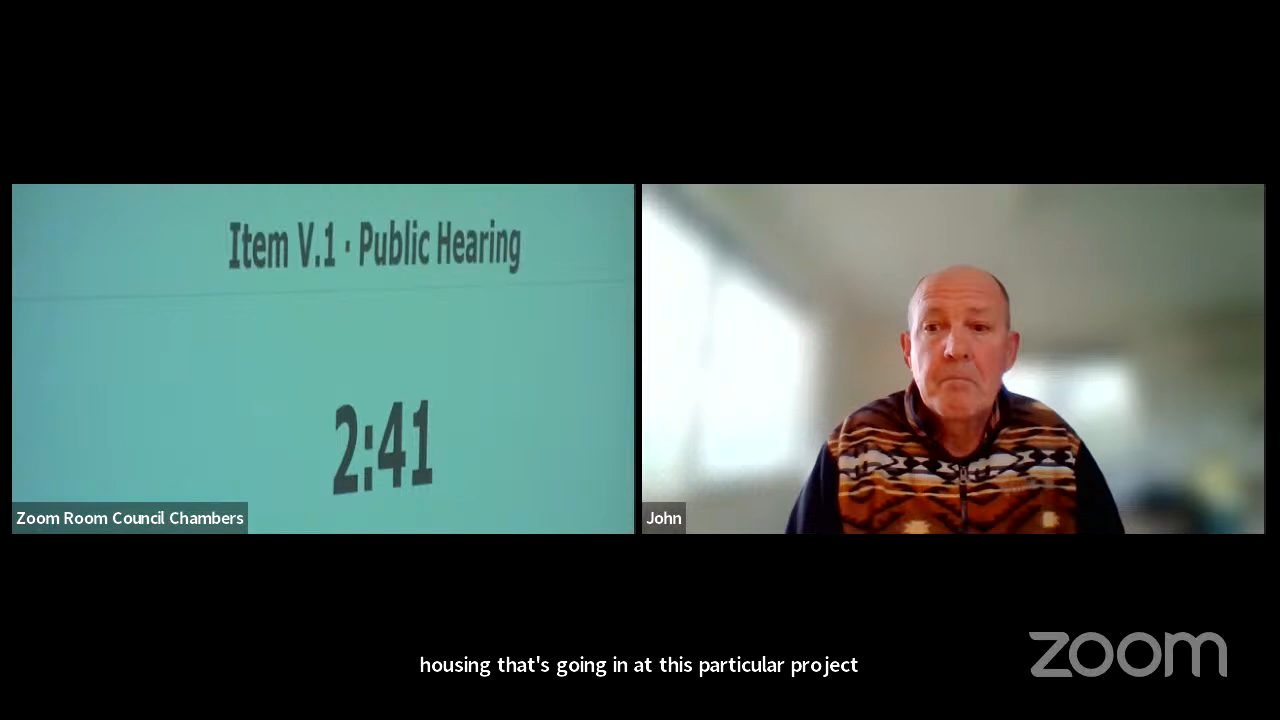 Item V.1 · Public Hearing
2:41
Zoom Room Council Chambers
John
housing that's going in at this particular project
zoom